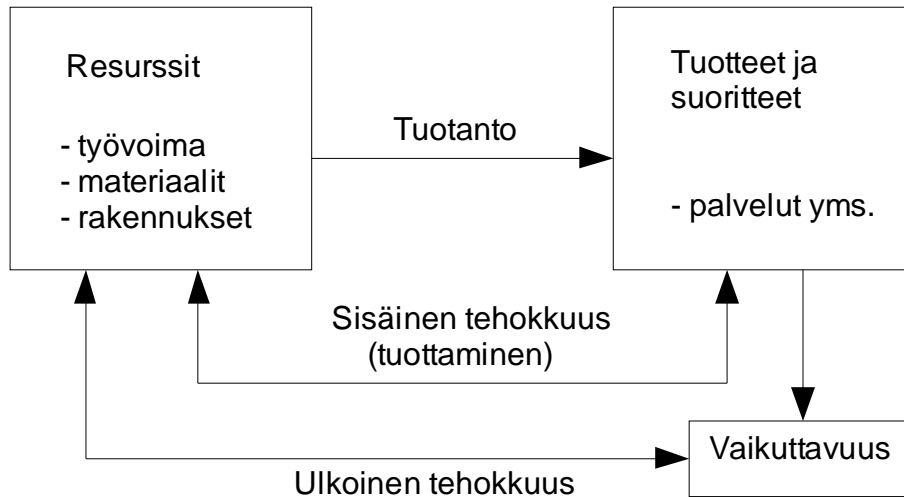 Resurssit
- työvoima
- materiaalit
- rakennukset
Tuotanto
Tuotteet ja
suoritteet
- palvelut yms.
Sisäinen tehokkuus
(tuottaminen)
Vaikuttavuus
Ulkoinen tehokkuus